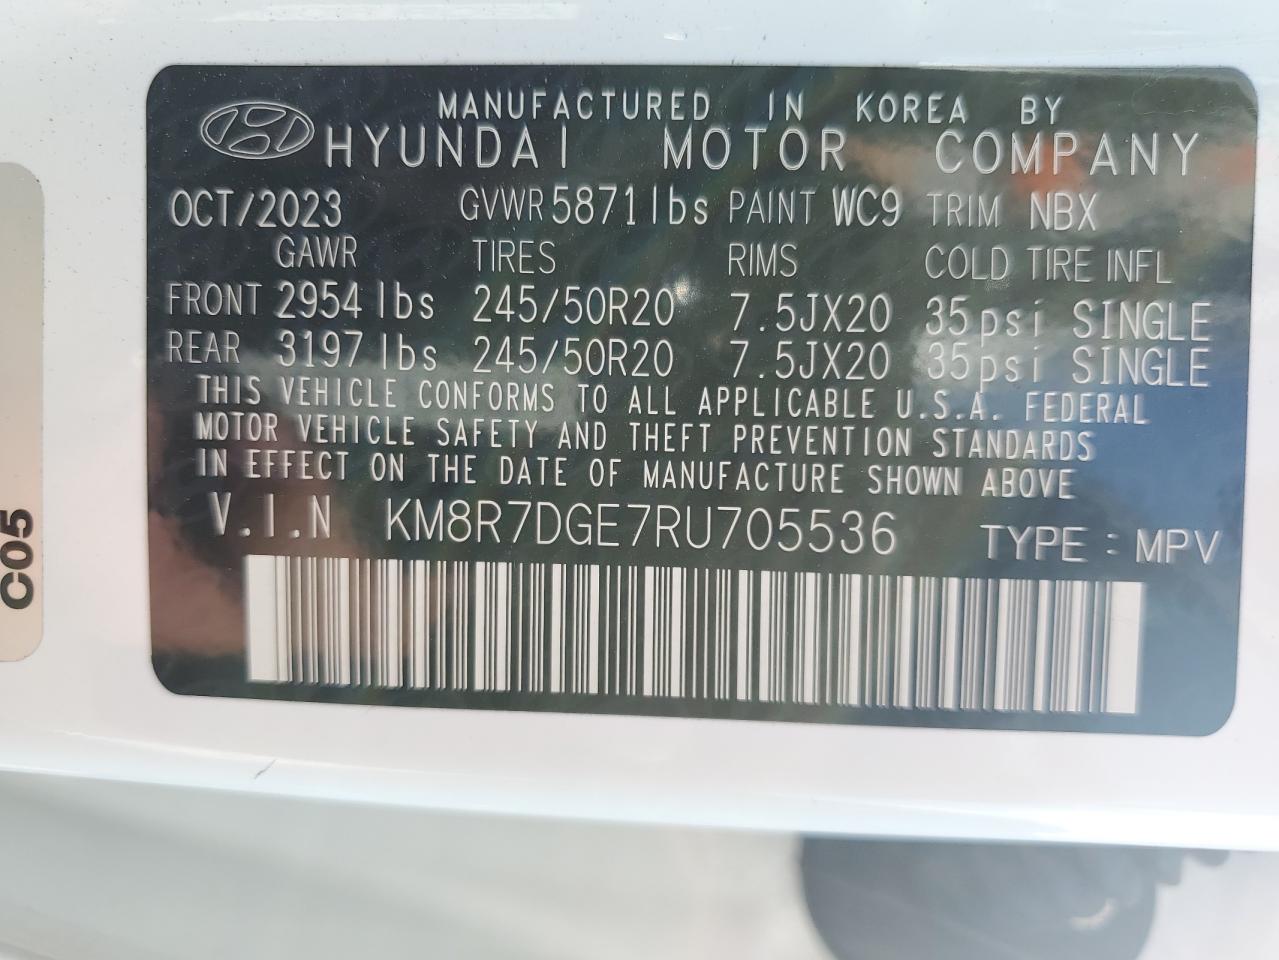 MANUFACTURED IN KOREA BY
HYUNDAI MOTOR COMPANY
OCT/2023 GVWR 5871lbs PAINT WC9 TRIM NBX
GAWR TIRES RIMS COLD TIRE INFL
FRONT 2954 lbs 245/50R20 7.5JX20 35psi SINGLE
REAR 3197 lbs 245/50R20 7.5JX20 35psi SINGLE
THIS VEHICLE CONFORMS TO ALL APPLICABLE U.S.A. FEDERAL
MOTOR VEHICLE SAFETY AND THEFT PREVENTION STANDARDS
IN EFFECT ON THE DATE OF MANUFACTURE SHOWN ABOVE
V.I.N KM8R7DGE7RU705536 TYPE : MPV
C05